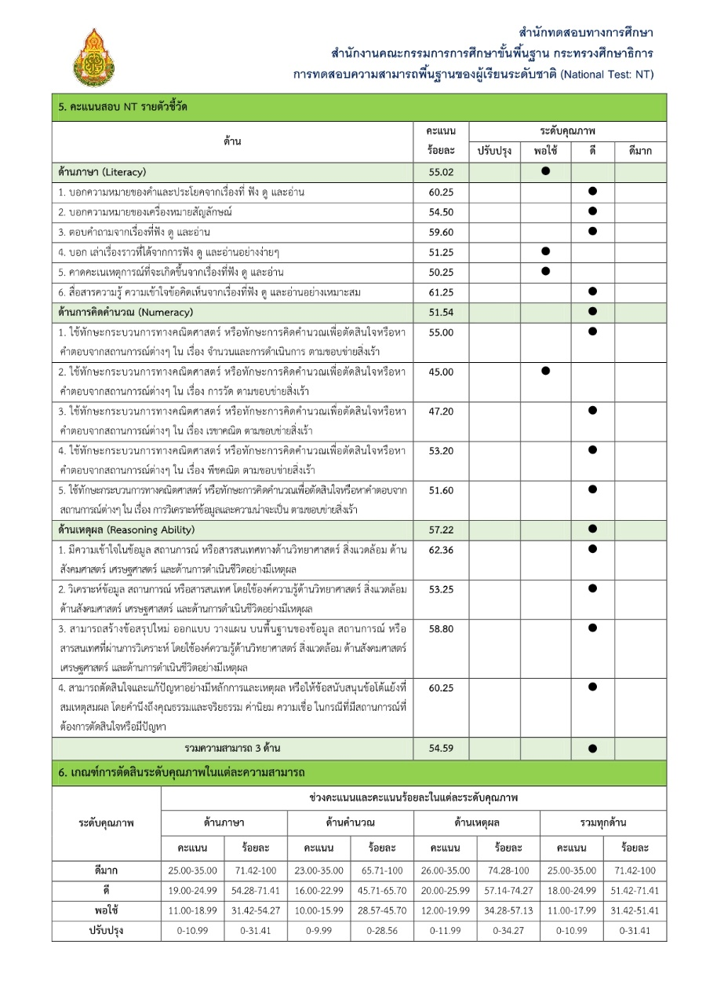 สำนักทดสอบทางการศึกษา
สำนักงานคณะกรรมการการศึกษาขั้นพื้นฐาน กระทรวงศึกษาธิการ
การทดสอบความสามารถพื้นฐานของผู้เรียนระดับชาติ (National Test: NT)
5. คะแนนสอบ NT รายตัวชี้วัด
ด้าน คะแนนร้อยละ ระดับคุณภาพ
ปรับปรุง พอใช้ ดี ดีมาก
ด้านภาษา (Literacy) 55.02 ●
1. บอกความหมายของคำและประโยคจากเรื่องที่ ฟัง ดู และอ่าน 60.25 ●
2. บอกความหมายของเครื่องหมายสัญลักษณ์ 54.50 ●
3. ตอบคำถามจากเรื่องที่ฟัง ดู และอ่าน 59.60 ●
4. บอก เล่าเรื่องราวที่ได้จากการฟัง ดู และอ่านอย่างง่ายๆ 51.25 ●
5. คาดคะเนเหตุการณ์ที่จะเกิดขึ้นจากเรื่องที่ฟัง ดู และอ่าน 50.25 ●
6. สื่อสารความรู้ ความเข้าใจข้อคิดเห็นจากเรื่องที่ฟัง ดู และอ่านอย่างเหมาะสม 61.25 ●
ด้านการคิดคำนวณ (Numeracy) 51.54 ●
1. ใช้ทักษะกระบวนการทางคณิตศาสตร์ หรือทักษะการคิดคำนวณเพื่อตัดสินใจหรือหา 55.00 ●
คำตอบจากสถานการณ์ต่างๆ ใน เรื่อง จำนวนและการดำเนินการ ตามขอบข่ายสิ่งเร้า
2. ใช้ทักษะกระบวนการทางคณิตศาสตร์ หรือทักษะการคิดคำนวณเพื่อตัดสินใจหรือหา 45.00 ●
คำตอบจากสถานการณ์ต่างๆ ใน เรื่อง การวัด ตามขอบข่ายสิ่งเร้า
3. ใช้ทักษะกระบวนการทางคณิตศาสตร์ หรือทักษะการคิดคำนวณเพื่อตัดสินใจหรือหา 47.20 ●
คำตอบจากสถานการณ์ต่างๆ ใน เรื่อง เรขาคณิต ตามขอบข่ายสิ่งเร้า
4. ใช้ทักษะกระบวนการทางคณิตศาสตร์ หรือทักษะการคิดคำนวณเพื่อตัดสินใจหรือหา 53.20 ●
คำตอบจากสถานการณ์ต่างๆ ใน เรื่อง พีชคณิต ตามขอบข่ายสิ่งเร้า
5. ใช้ทักษะกระบวนการทางคณิตศาสตร์ หรือทักษะการคิดคำนวณเพื่อตัดสินใจหรือหาคำตอบจาก 51.60 ●
สถานการณ์ต่างๆ ใน เรื่อง การวิเคราะห์ข้อมูลและความน่าจะเป็น ตามขอบข่ายสิ่งเร้า
ด้านเหตุผล (Reasoning Ability) 57.22 ●
1. มีความเข้าใจในข้อมูล สถานการณ์ หรือสารสนเทศทางด้านวิทยาศาสตร์ สิ่งแวดล้อม ด้าน 62.36 ●
สังคมศาสตร์ เศรษฐศาสตร์ และด้านการดำเนินชีวิตอย่างมีเหตุผล
2. วิเคราะห์ข้อมูล สถานการณ์ หรือสารสนเทศ โดยใช้องค์ความรู้ด้านวิทยาศาสตร์ สิ่งแวดล้อม 53.25 ●
ด้านสังคมศาสตร์ เศรษฐศาสตร์ และด้านการดำเนินชีวิตอย่างมีเหตุผล
3. สามารถสร้างข้อสรุปใหม่ ออกแบบ วางแผน บนพื้นฐานของข้อมูล สถานการณ์ หรือ 58.80 ●
สารสนเทศที่ผ่านการวิเคราะห์ โดยใช้องค์ความรู้ด้านวิทยาศาสตร์ สิ่งแวดล้อม ด้านสังคมศาสตร์
เศรษฐศาสตร์ และด้านการดำเนินชีวิตอย่างมีเหตุผล
4. สามารถตัดสินใจและแก้ปัญหาอย่างมีหลักการและเหตุผล หรือให้ข้อสนับสนุนข้อโต้แย้งที่ 60.25 ●
สมเหตุสมผล โดยคำนึงถึงคุณธรรมและจริยธรรม ค่านิยม ความเชื่อ ในกรณีที่มีสถานการณ์ที่
ต้องการตัดสินใจหรือมีปัญหา
รวมความสามารถ 3 ด้าน 54.59 ●
6. เกณฑ์การตัดสินระดับคุณภาพในแต่ละความสามารถ
ระดับคุณภาพ ช่วงคะแนนและคะแนนร้อยละในแต่ละระดับคุณภาพ
ด้านภาษา ด้านคำนวณ ด้านเหตุผล รวมทุกด้าน
คะแนน ร้อยละ คะแนน ร้อยละ คะแนน ร้อยละ คะแนน ร้อยละ
ดีมาก 25.00-35.00 71.42-100 23.00-35.00 65.71-100 26.00-35.00 74.28-100 25.00-35.00 71.42-100
ดี 19.00-24.99 54.28-71.41 16.00-22.99 45.71-65.70 20.00-25.99 57.14-74.27 18.00-24.99 51.42-71.41
พอใช้ 11.00-18.99 31.42-54.27 10.00-15.99 28.57-45.70 12.00-19.99 34.28-57.13 11.00-17.99 31.42-51.41
ปรับปรุง 0-10.99 0-31.41 0-9.99 0-28.56 0-11.99 0-34.27 0-10.99 0-31.41